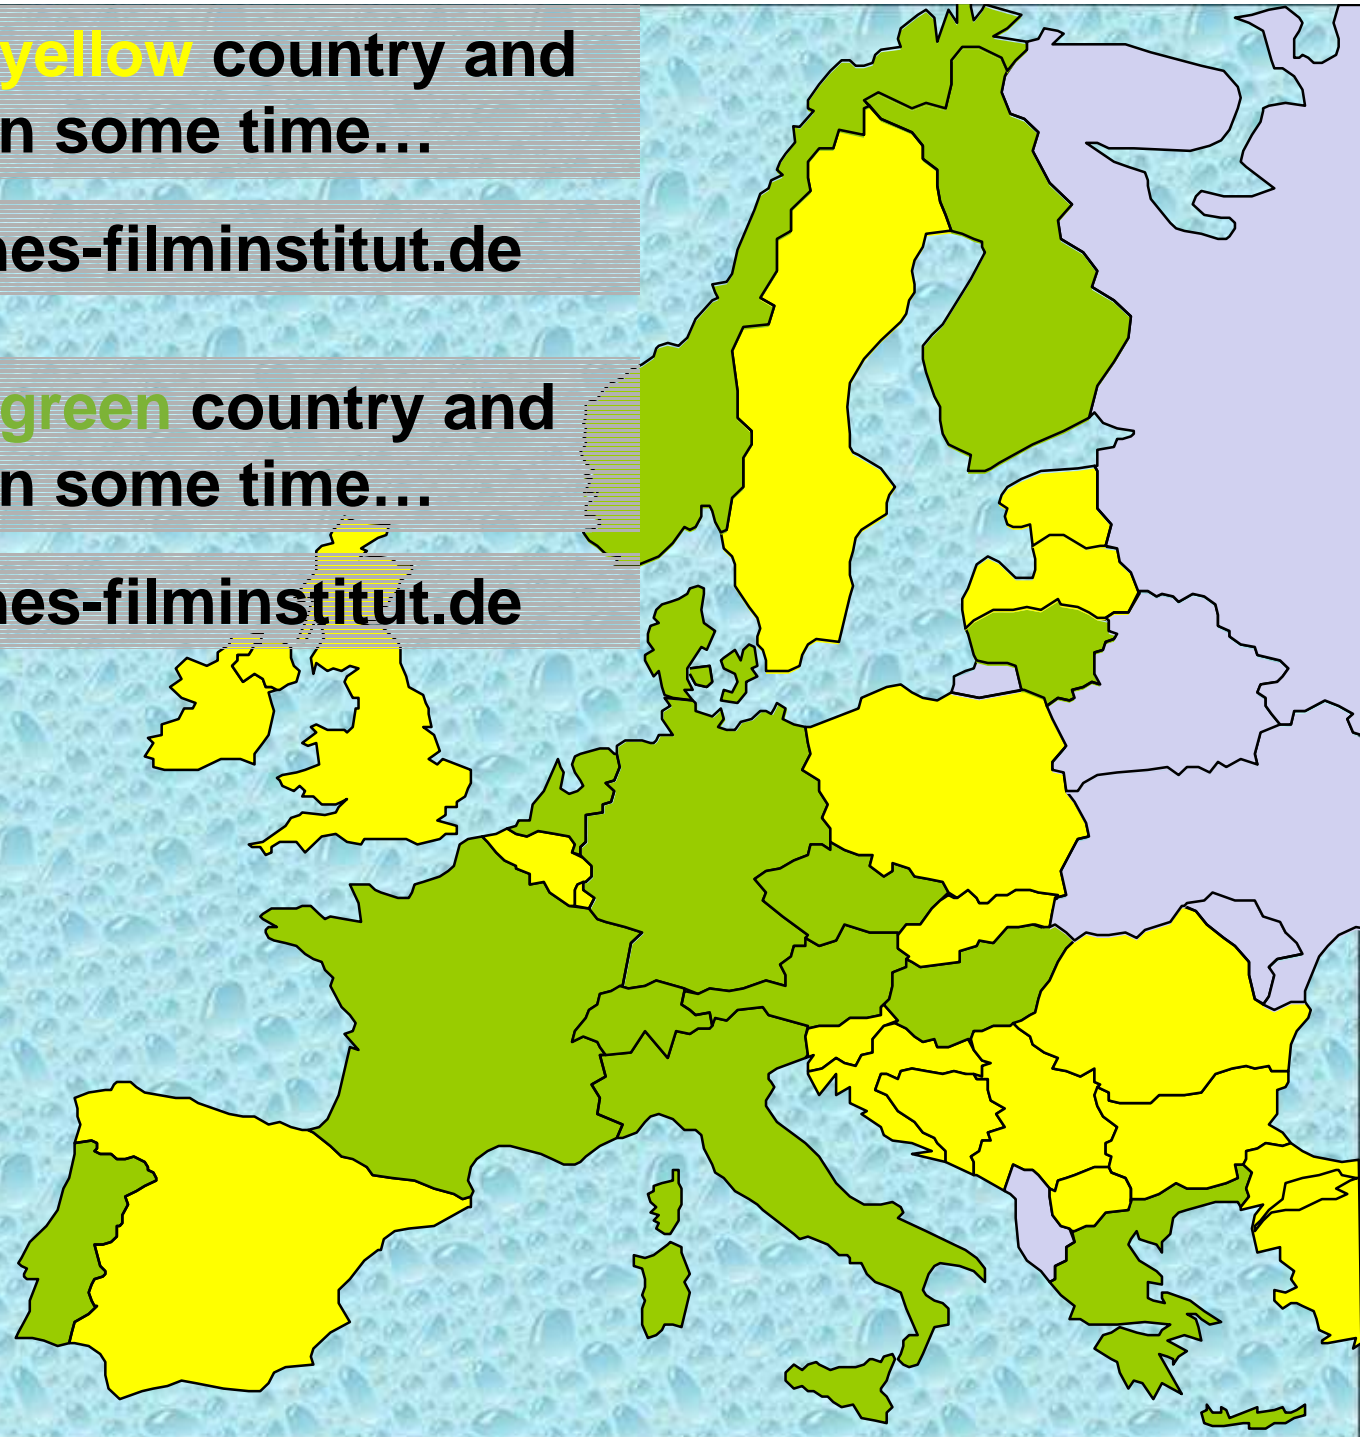 yellow country and
n some time…
nes-filminstitut.de
green country and
n some time…
nes-filminstitut.de